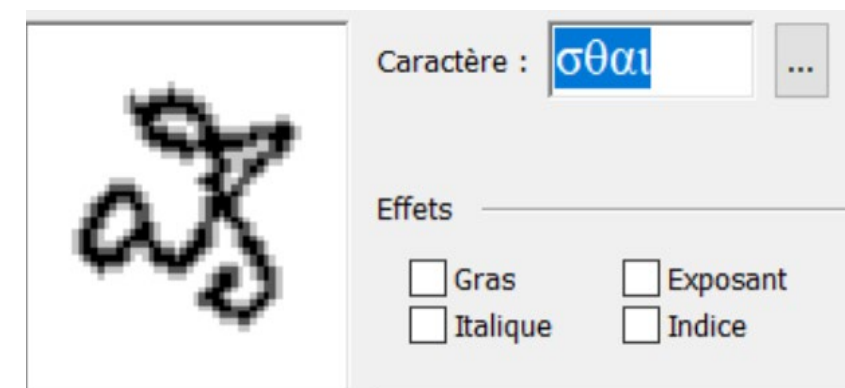 Caractère : σθαι ...
Effets
Gras Exposant
Italique Indice